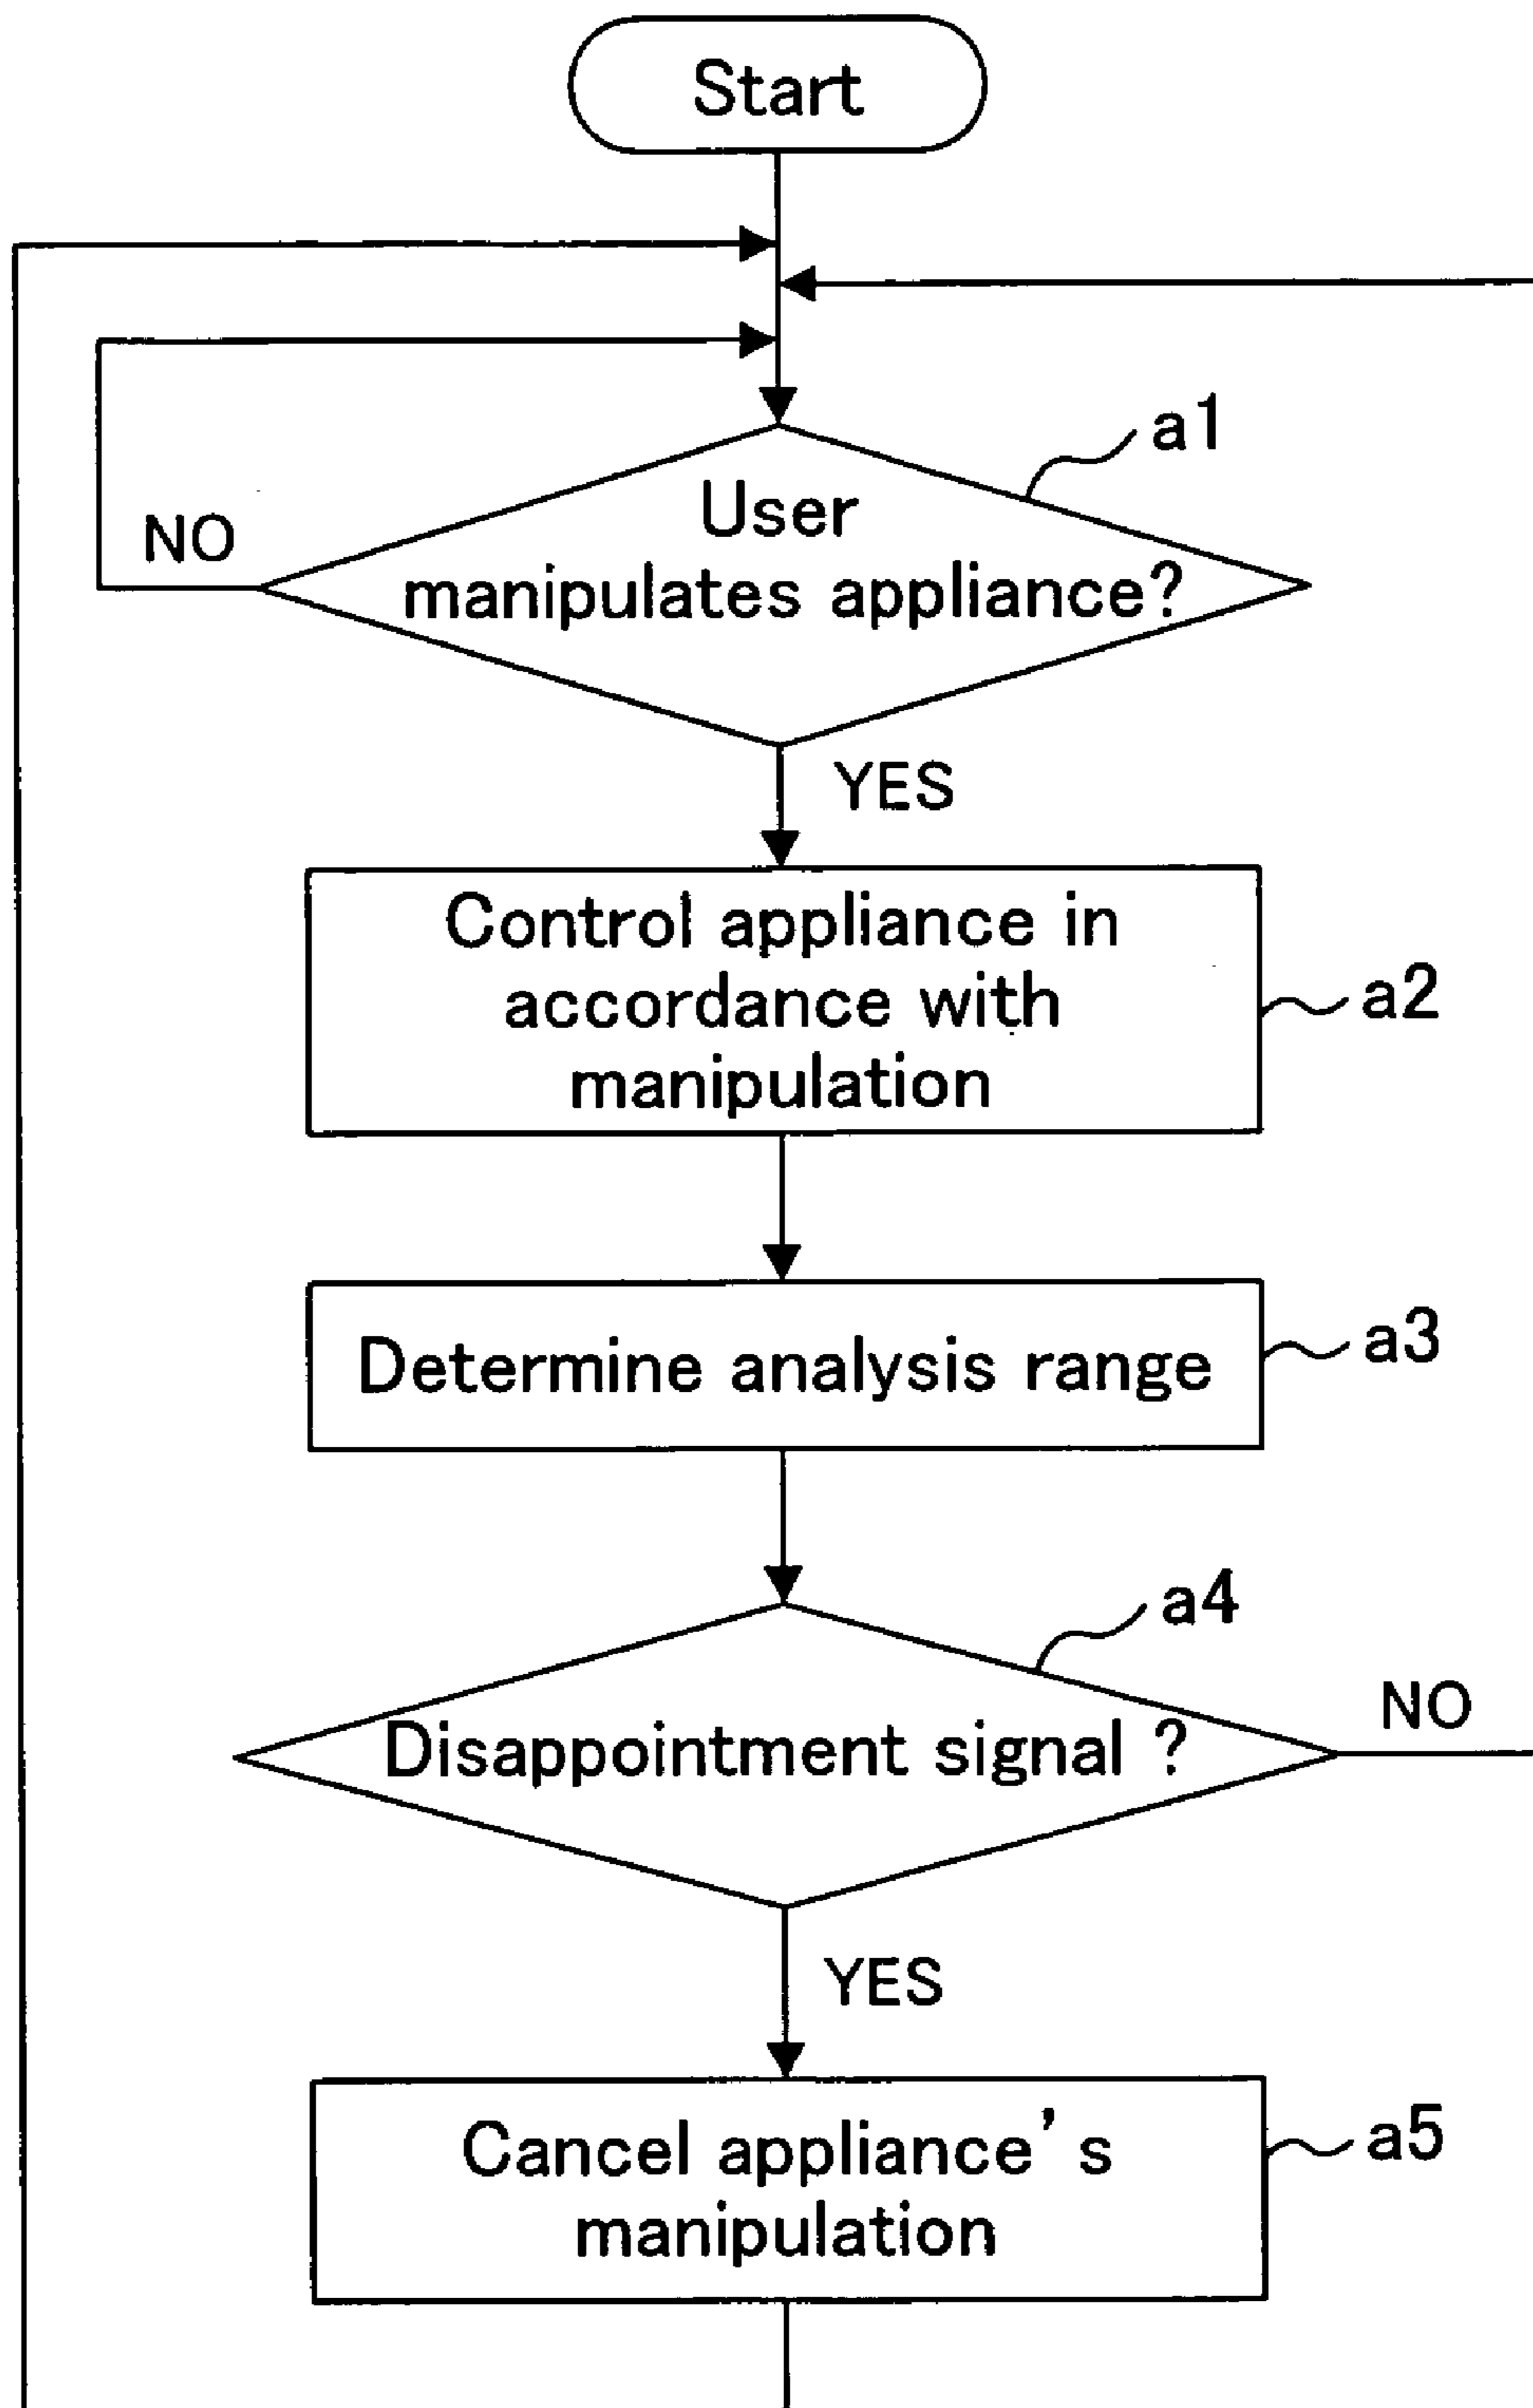 Start
a1
User
manipulates appliance?
NO
YES
Control appliance in
accordance with
manipulation
a2
Determine analysis range
a3
a4
Disappointment signal ?
NO
YES
Cancel appliance's
manipulation
a5